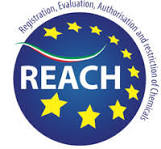 Registration, Evaluation, Authorisation and restriction of Chemicals
REACH